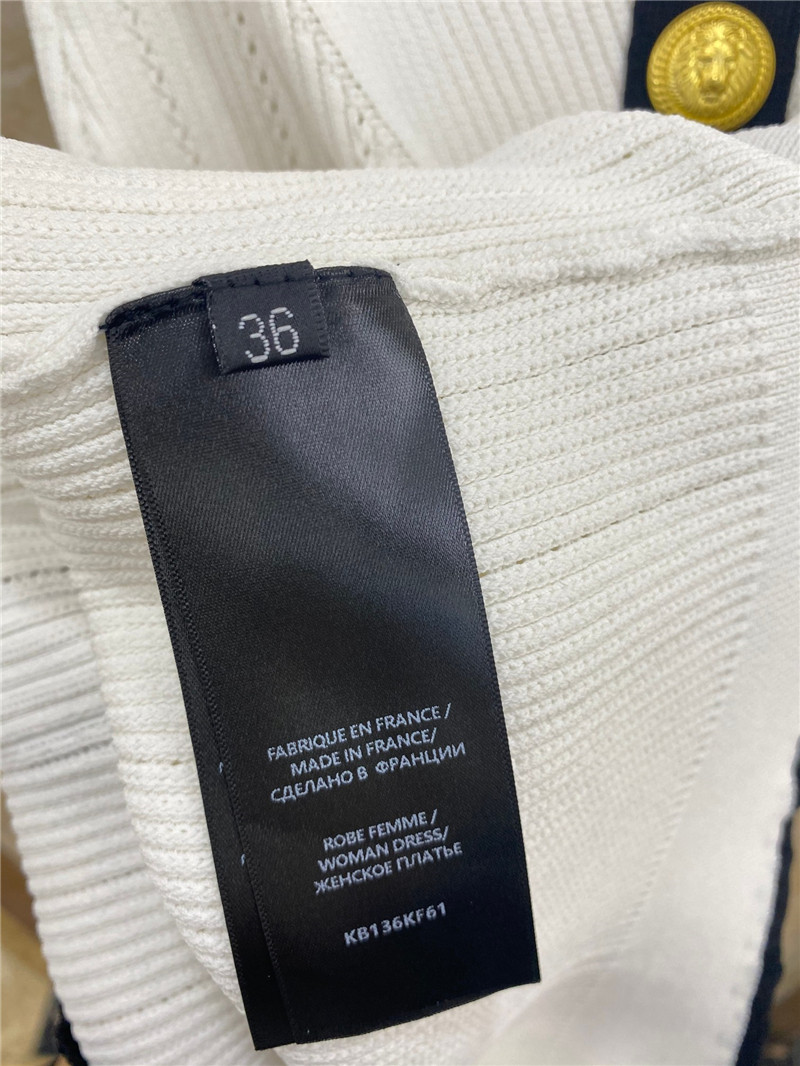 36
FABRIQUE EN FRANCE /
MADE IN FRANCE/
СДЕЛАНО В ФРАНЦИИ
ROBE FEMME /
WOMAN DRESS/
ЖЕНСКОЕ ПЛАТЬЕ
KB136KF61